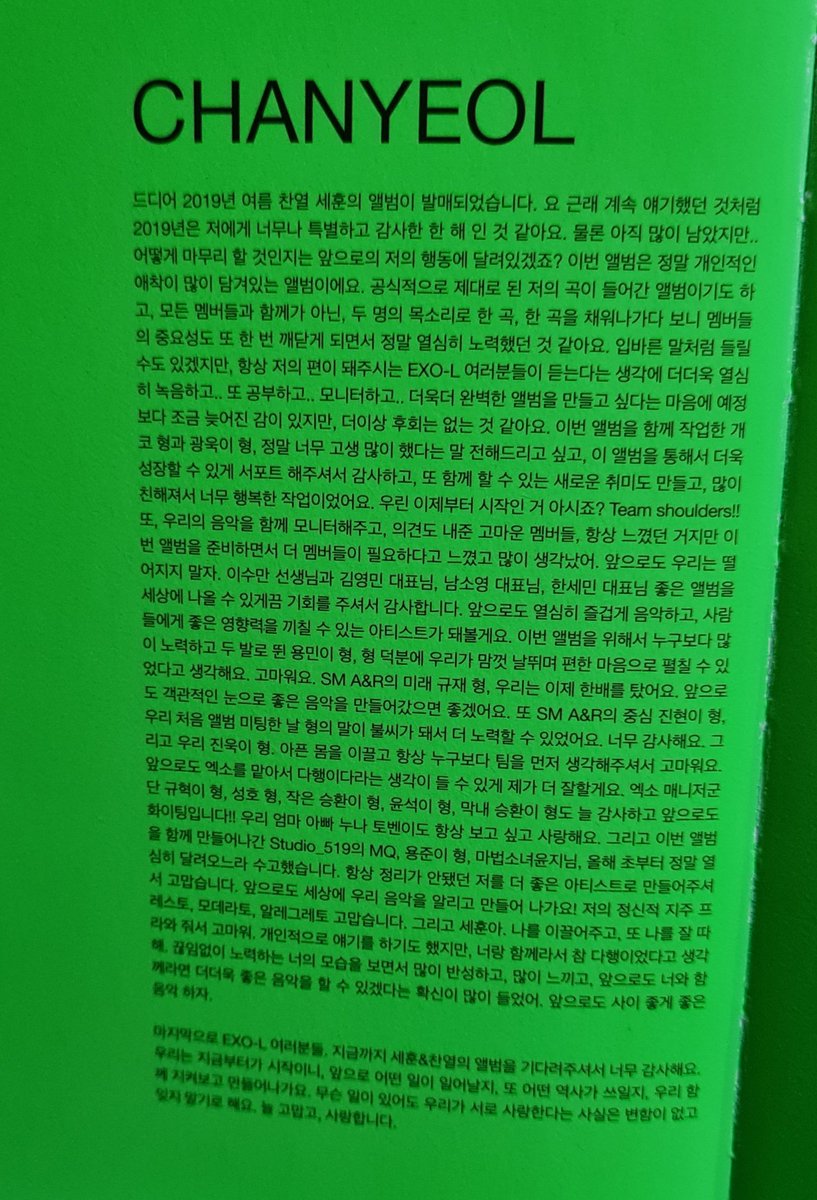 CHANYEOL
드디어 2019년 여름 찬열 세훈의 앨범이 발매되었습니다. 요 근래 계속 얘기했던 것처럼
2019년은 저에게 너무나 특별하고 감사한 한 해 인 것 같아요. 물론 아직 많이 남았지만..
어떻게 마무리 할 것인지는 앞으로의 저의 행동에 달려있겠죠? 이번 앨범은 정말 개인적인
애착이 많이 담겨있는 앨범이에요. 공식적으로 제대로 된 저의 곡이 들어간 앨범이기도 하
고, 모든 멤버들과 함께가 아닌, 두 명의 목소리로 한 곡, 한 곡을 채워나가다 보니 멤버들
의 중요성도 또 한 번 깨닫게 되면서 정말 열심히 노력했던 것 같아요. 입바른 말처럼 들릴
수도 있겠지만, 항상 저의 편이 돼주시는 EXO-L 여러분들이 듣는다는 생각에 더더욱 열심
히 녹음하고.. 또 공부하고.. 모니터하고.. 더욱더 완벽한 앨범을 만들고 싶다는 마음에 예정
보다 조금 늦어진 감이 있지만, 더이상 후회는 없는 것 같아요. 이번 앨범을 함께 작업한 개
코 형과 광욱이 형, 정말 너무 고생 많이 했다는 말 전해드리고 싶고, 이 앨범을 통해서 더욱
성장할 수 있게 서포트 해주셔서 감사하고, 또 함께 할 수 있는 새로운 취미도 만들고, 많이
친해져서 너무 행복한 작업이었어요. 우린 이제부터 시작인 거 아시죠? Team shoulders!!
또, 우리의 음악을 함께 모니터해주고, 의견도 내준 고마운 멤버들, 항상 느꼈던 거지만 이
번 앨범을 준비하면서 더 멤버들이 필요하다고 느꼈고 많이 생각났어. 앞으로도 우리는 떨
어지지 말자. 이수만 선생님과 김영민 대표님, 남소영 대표님, 한세민 대표님 좋은 앨범을
세상에 나올 수 있게끔 기회를 주셔서 감사합니다. 앞으로도 열심히 즐겁게 음악하고, 사람
들에게 좋은 영향력을 끼칠 수 있는 아티스트가 돼볼게요. 이번 앨범을 위해서 누구보다 많
이 노력하고 두 발로 뛴 용민이 형, 형 덕분에 우리가 맘껏 날뛰며 편한 마음으로 펼칠 수 있
었다고 생각해요. 고마워요. SM A&R의 미래 규재 형, 우리는 이제 한배를 탔어요. 앞으로
도 객관적인 눈으로 좋은 음악을 만들어갔으면 좋겠어요. 또 SM A&R의 중심 진현이 형,
우리 처음 앨범 미팅한 날 형의 말이 불씨가 돼서 더 노력할 수 있었어요. 너무 감사해요. 그
리고 우리 진욱이 형. 아픈 몸을 이끌고 항상 누구보다 팀을 먼저 생각해주셔서 고마워요.
앞으로도 엑소를 맡아서 다행이다라는 생각이 들 수 있게 제가 더 잘할게요. 엑소 매니저군
단 규혁이 형, 성호 형, 작은 승환이 형, 윤석이 형, 막내 승환이 형도 늘 감사하고 앞으로도
화이팅입니다!! 우리 엄마 아빠 누나 토벤이도 항상 보고 싶고 사랑해요. 그리고 이번 앨범
을 함께 만들어나간 Studio_519의 MQ, 용준이 형, 마법소녀윤지님, 올해 초부터 정말 열
심히 달려오느라 수고했습니다. 항상 정리가 안됐던 저를 더 좋은 아티스트로 만들어주셔
서 고맙습니다. 앞으로도 세상에 우리 음악을 알리고 만들어 나가요! 저의 정신적 지주 프
레스토, 모데라토, 알레그레토 고맙습니다. 그리고 세훈아. 나를 이끌어주고, 또 나를 잘 따
라와 줘서 고마워, 개인적으로 얘기를 하기도 했지만, 너랑 함께라서 참 다행이었다고 생각
해. 끊임없이 노력하는 너의 모습을 보면서 많이 반성하고, 많이 느끼고, 앞으로도 너와 함
께라면 더더욱 좋은 음악을 할 수 있겠다는 확신이 많이 들었어. 앞으로도 사이 좋게 좋은
음악 하자.
마지막으로 EXO-L 여러분들. 지금까지 세훈&찬열의 앨범을 기다려주셔서 너무 감사해요.
우리는 지금부터가 시작이니, 앞으로 어떤 일이 일어날지, 또 어떤 역사가 쓰일지, 우리 함
께 지켜보고 만들어나가요. 무슨 일이 있어도 우리가 서로 사랑한다는 사실은 변함이 없고
잊지 말기로 해요. 늘 고맙고, 사랑합니다.